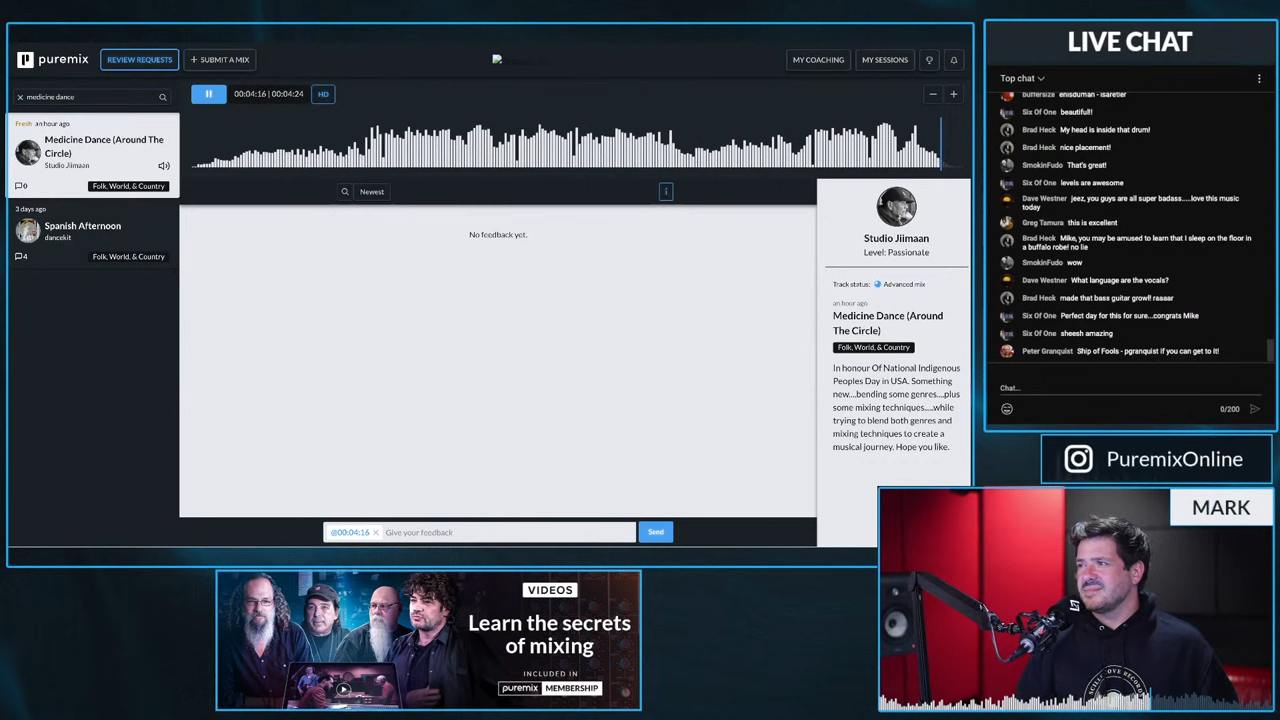 puremix
REVIEW REQUESTS
+ SUBMIT A MIX
MY COACHING
MY SESSIONS
medicine dance
00:04:16 | 00:04:24
HD
Fresh an hour ago
Medicine Dance (Around The
Circle)
Studio Jiimaan
0
Folk, World, & Country
3 days ago
Spanish Afternoon
dancekit
4
Folk, World, & Country
Newest
No feedback yet.
@00:04:16
Give your feedback
Send
Studio Jiimaan
Level: Passionate
Track status: Advanced mix
an hour ago
Medicine Dance (Around
The Circle)
Folk, World, & Country
In honour Of National Indigenous
Peoples Day in USA. Something
new....bending some genres....plus
some mixing techniques.....while
trying to blend both genres and
mixing techniques to create a
musical journey. Hope you like.
LIVE CHAT
Top chat
buffersize enisduman - isaretler
Six Of One beautiful!!
Brad Heck My head is inside that drum!
Brad Heck nice placement!
SmokinFudo That's great!
Six Of One levels are awesome
Dave Westner jeez, you guys are all super badass.....love this music
today
Greg Tamura this is excellent
Brad Heck Mike, you may be amused to learn that I sleep on the floor in
a buffalo robe! no lie
SmokinFudo wow
Dave Westner What language are the vocals?
Brad Heck made that bass guitar growl! raaaar
Six Of One Perfect day for this for sure...congrats Mike
Six Of One sheesh amazing
Peter Granquist Ship of Fools - pgranquist if you can get to it!
Chat...
0/200
PuremixOnline
MARK
VIDEOS
Learn the secrets
of mixing
INCLUDED IN
puremix MEMBERSHIP